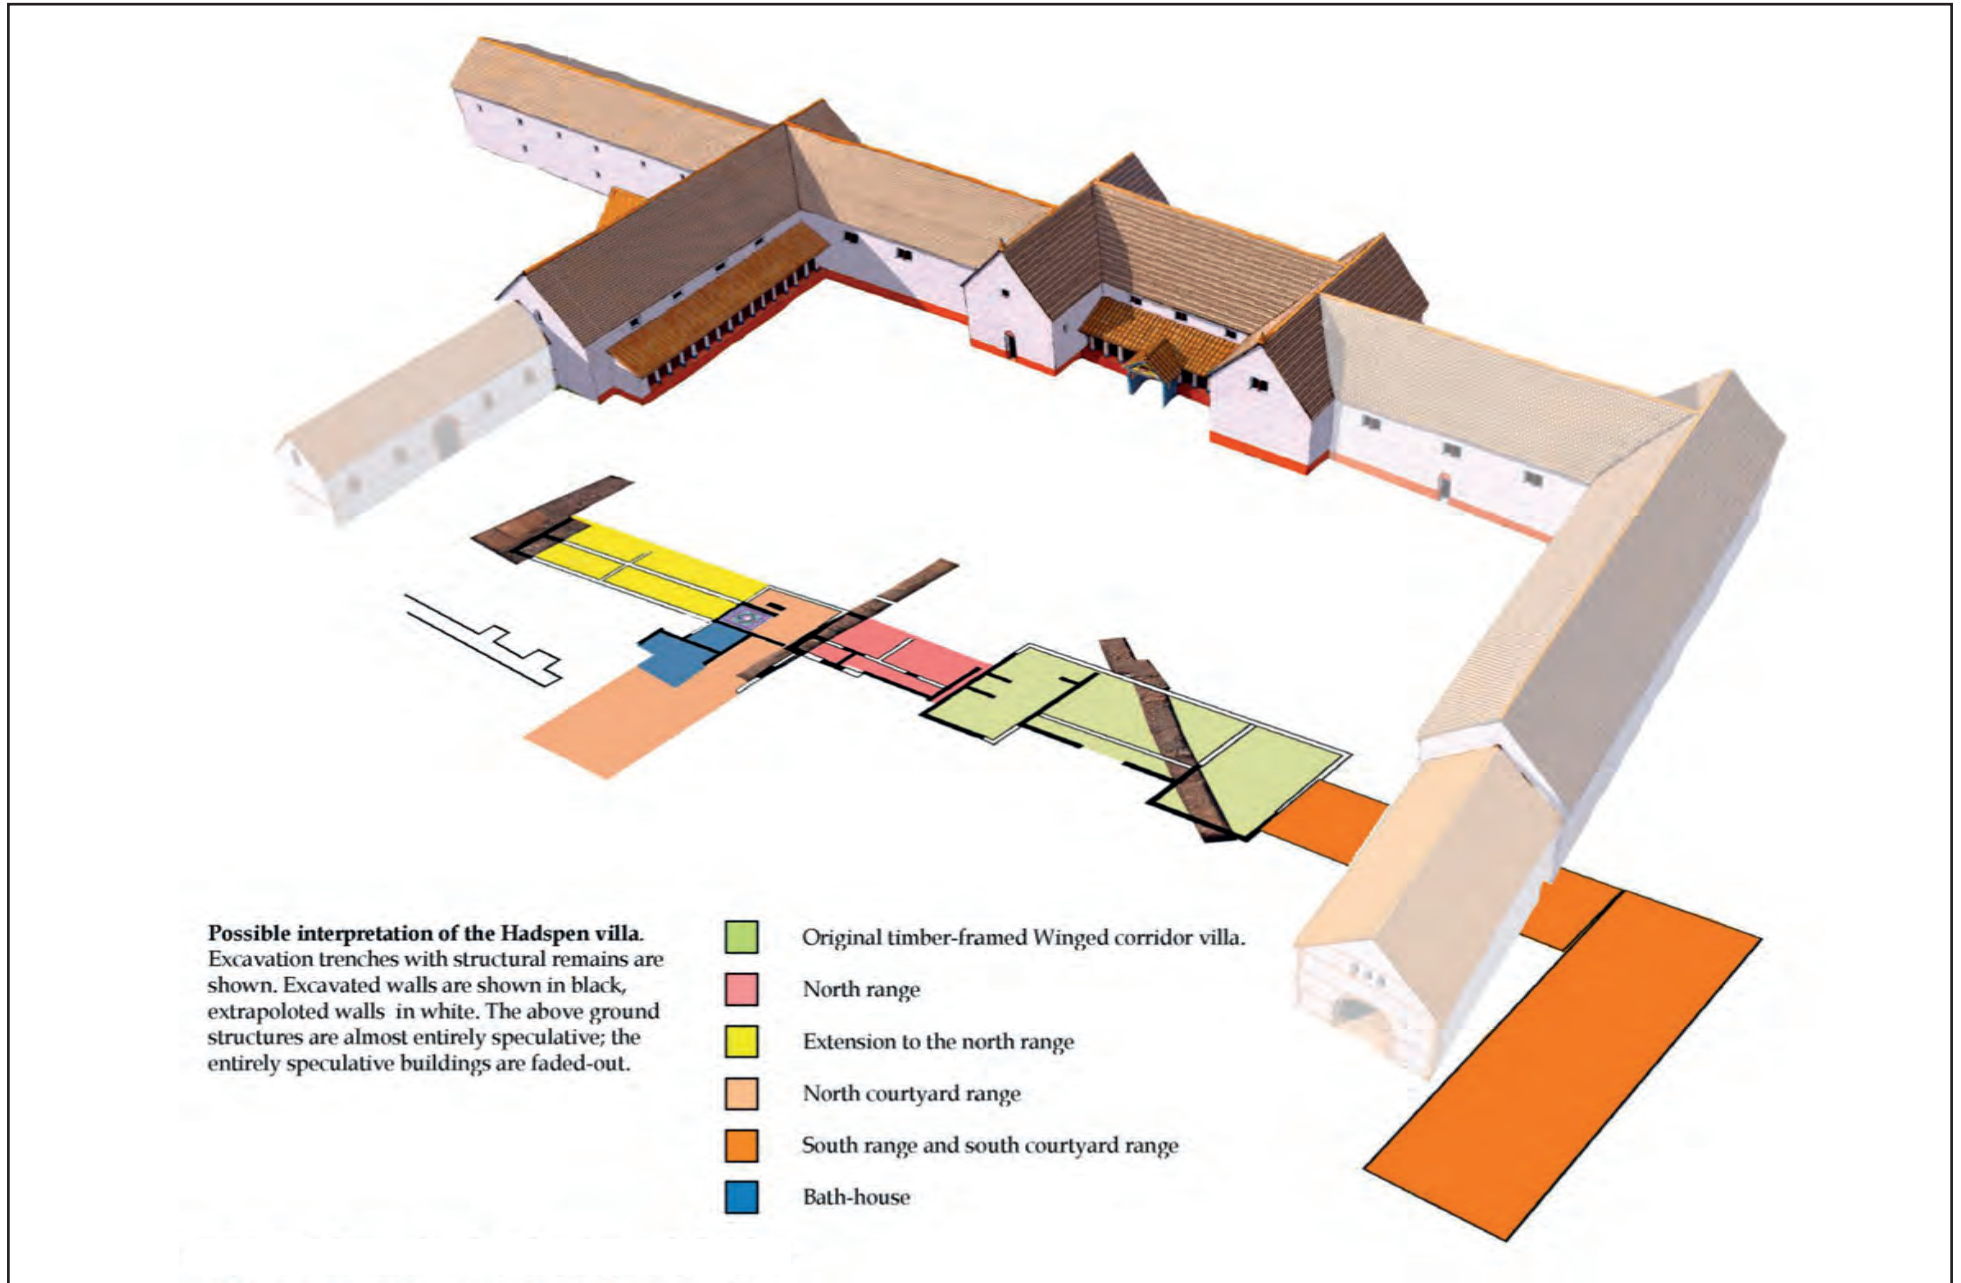 Possible interpretation of the Hadspen villa.
Excavation trenches with structural remains are
shown. Excavated walls are shown in black,
extrapoloted walls in white. The above ground
structures are almost entirely speculative; the
entirely speculative buildings are faded-out.
Original timber-framed Winged corridor villa.
North range
Extension to the north range
North courtyard range
South range and south courtyard range
Bath-house